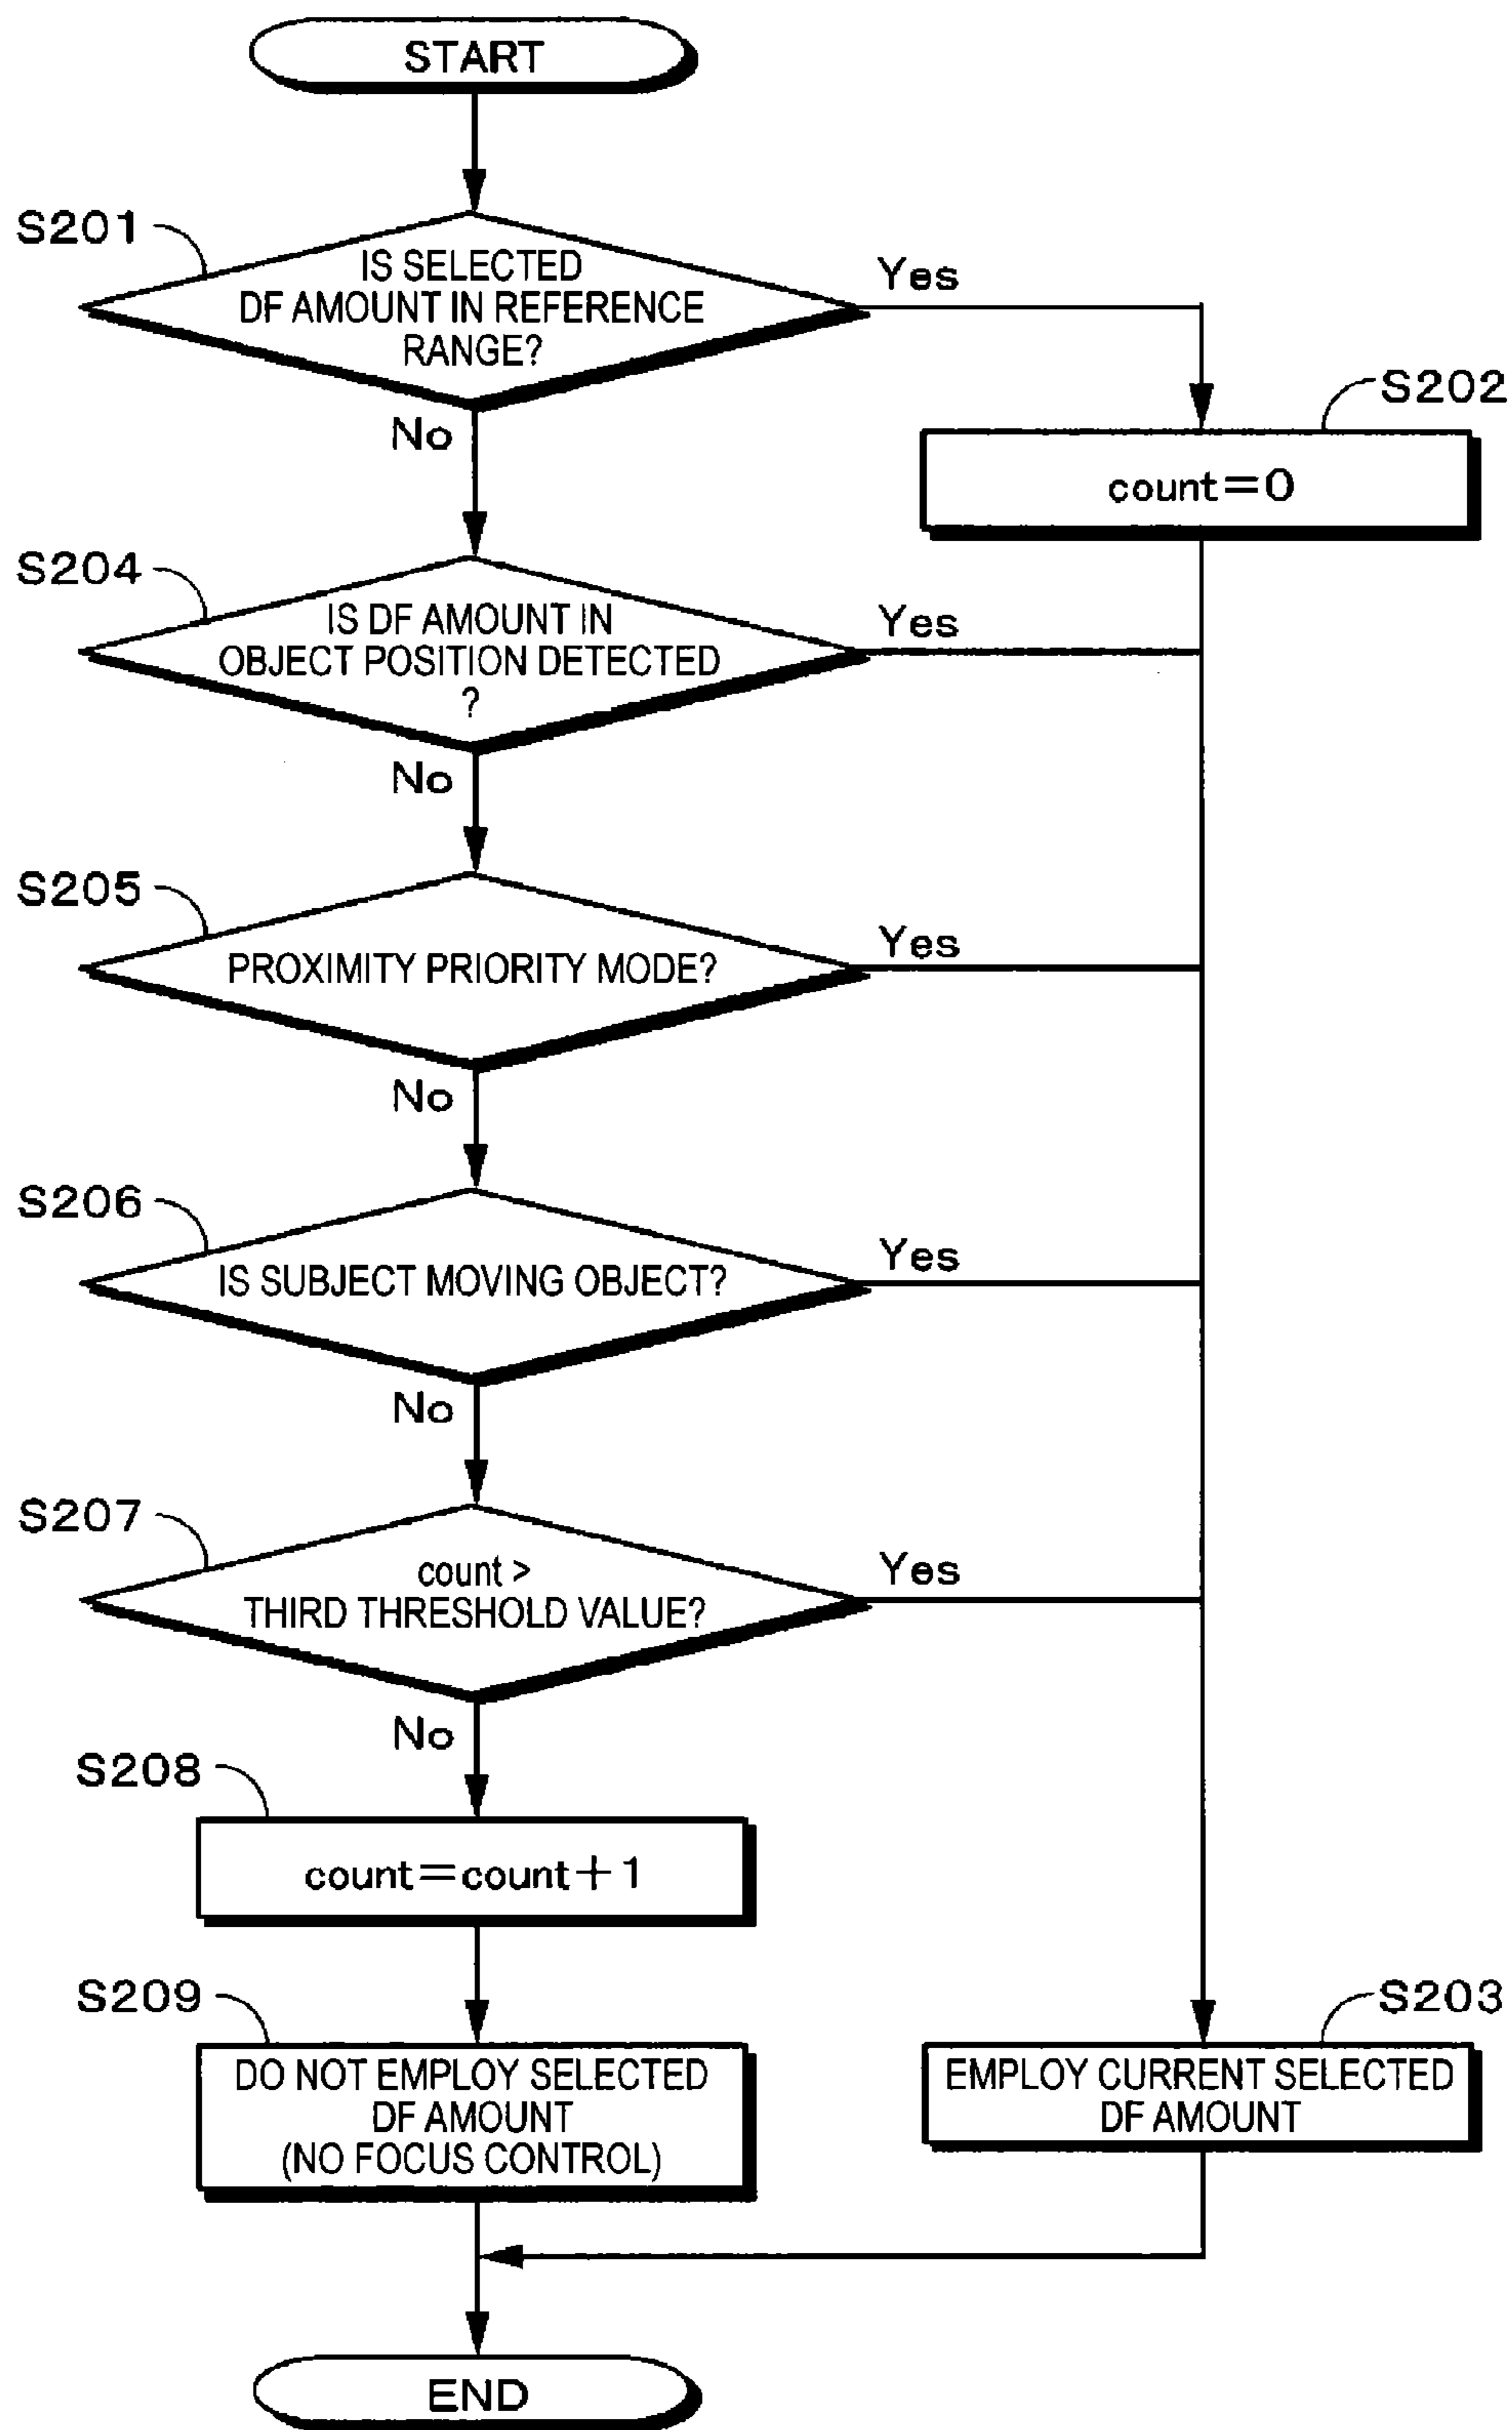 START
S201
IS SELECTED
DF AMOUNT IN REFERENCE
RANGE?
Yes
No
S202
count=0
S204
IS DF AMOUNT IN
OBJECT POSITION DETECTED
?
Yes
No
S205
PROXIMITY PRIORITY MODE?
Yes
No
S206
IS SUBJECT MOVING OBJECT?
Yes
No
S207
count >
THIRD THRESHOLD VALUE?
Yes
No
S208
count=count+1
S209
DO NOT EMPLOY SELECTED
DF AMOUNT
(NO FOCUS CONTROL)
S203
EMPLOY CURRENT SELECTED
DF AMOUNT
END